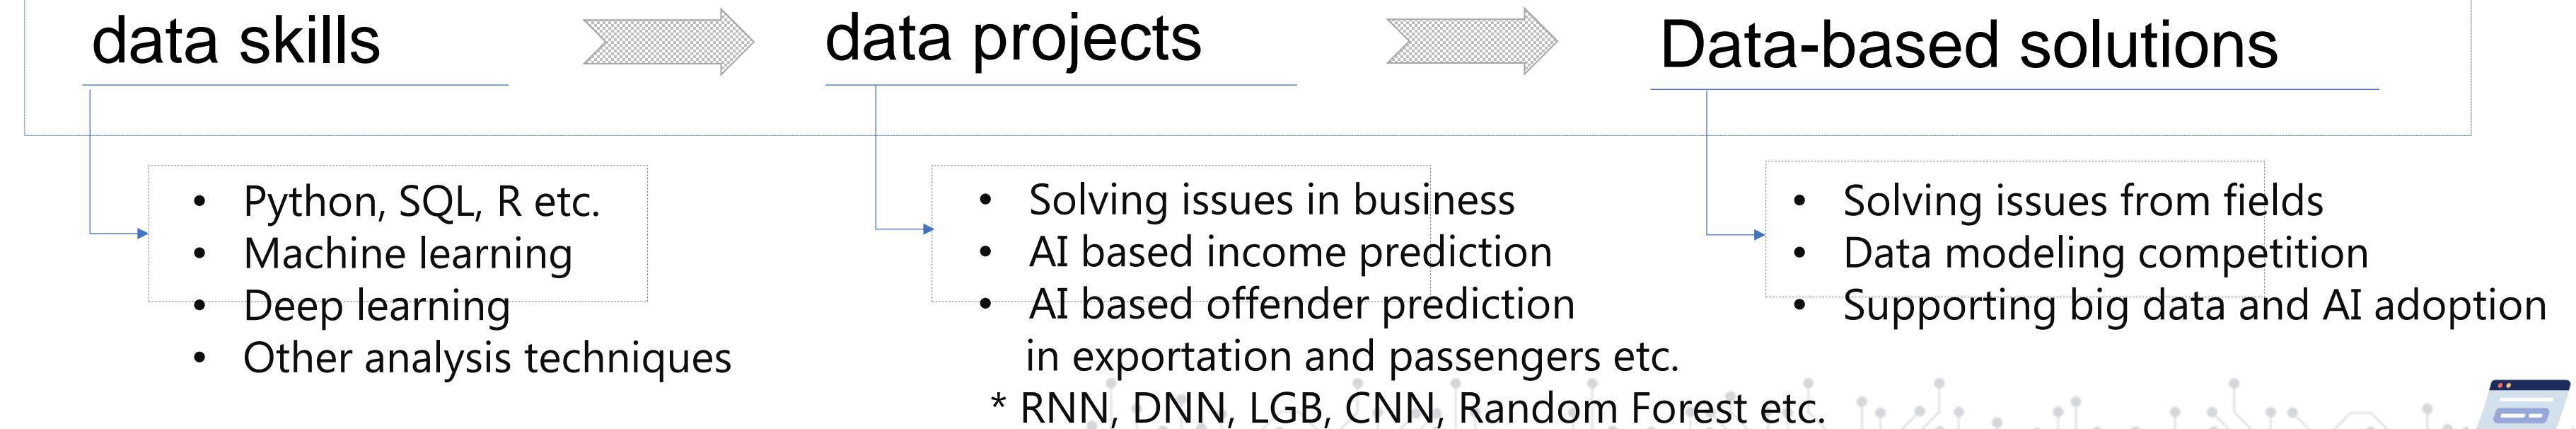 data skills
data projects
Data-based solutions
• Python, SQL, R etc.
• Machine learning
• Deep learning
• Other analysis techniques
• Solving issues in business
• AI based income prediction
• AI based offender prediction
in exportation and passengers etc.
* RNN, DNN, LGB, CNN, Random Forest etc.
• Solving issues from fields
• Data modeling competition
• Supporting big data and AI adoption